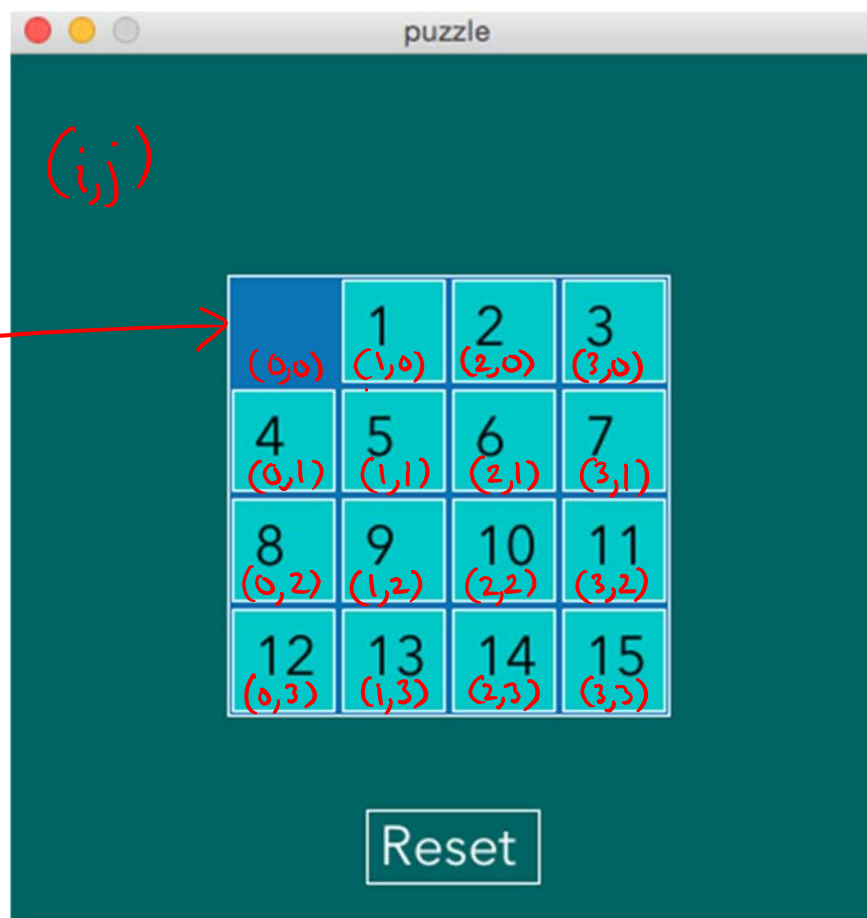 puzzle
(i,j)
1 2 3
(0,0) (1,0) (2,0) (3,0)
4 5 6 7
(0,1) (1,1) (2,1) (3,1)
8 9 10 11
(0,2) (1,2) (2,2) (3,2)
12 13 14 15
(0,3) (1,3) (2,3) (3,3)
Reset